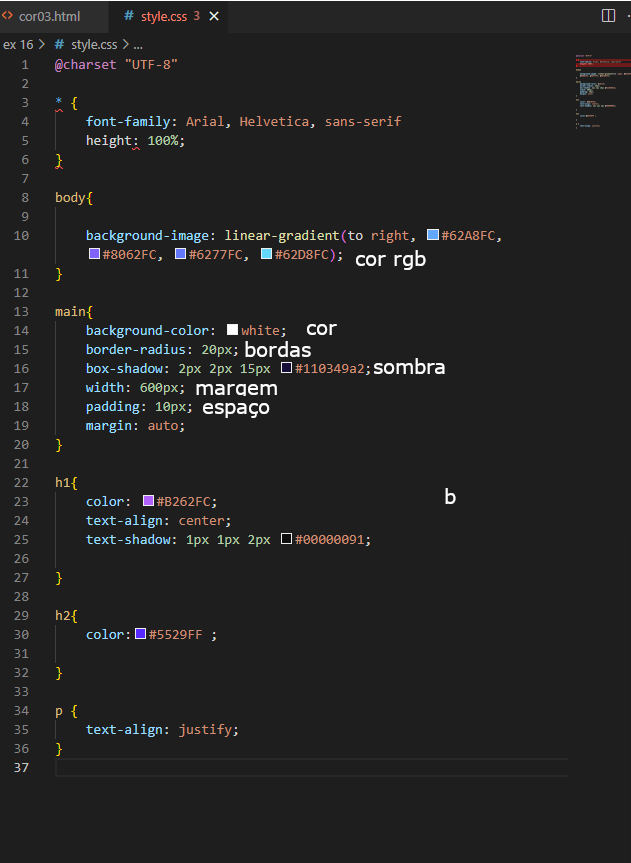 cor03.html
# style.css 3 ×
ex 16 > # style.css > ...
1 @charset "UTF-8"
2
3 * {
4 font-family: Arial, Helvetica, sans-serif
5 height: 100%;
6 }
7
8 body{
9
10 background-image: linear-gradient(to right, #62A8FC,
#8062FC, #6277FC, #62D8FC); cor rgb
11 }
12
13 main{
14 background-color: white; cor
15 border-radius: 20px; bordas
16 box-shadow: 2px 2px 15px #110349a2; sombra
17 width: 600px; margem
18 padding: 10px; espaço
19 margin: auto;
20 }
21
22 h1{
23 color: #B262FC; b
24 text-align: center;
25 text-shadow: 1px 1px 2px #00000091;
26
27 }
28
29 h2{
30 color: #5529FF ;
31
32 }
33
34 p {
35 text-align: justify;
36 }
37